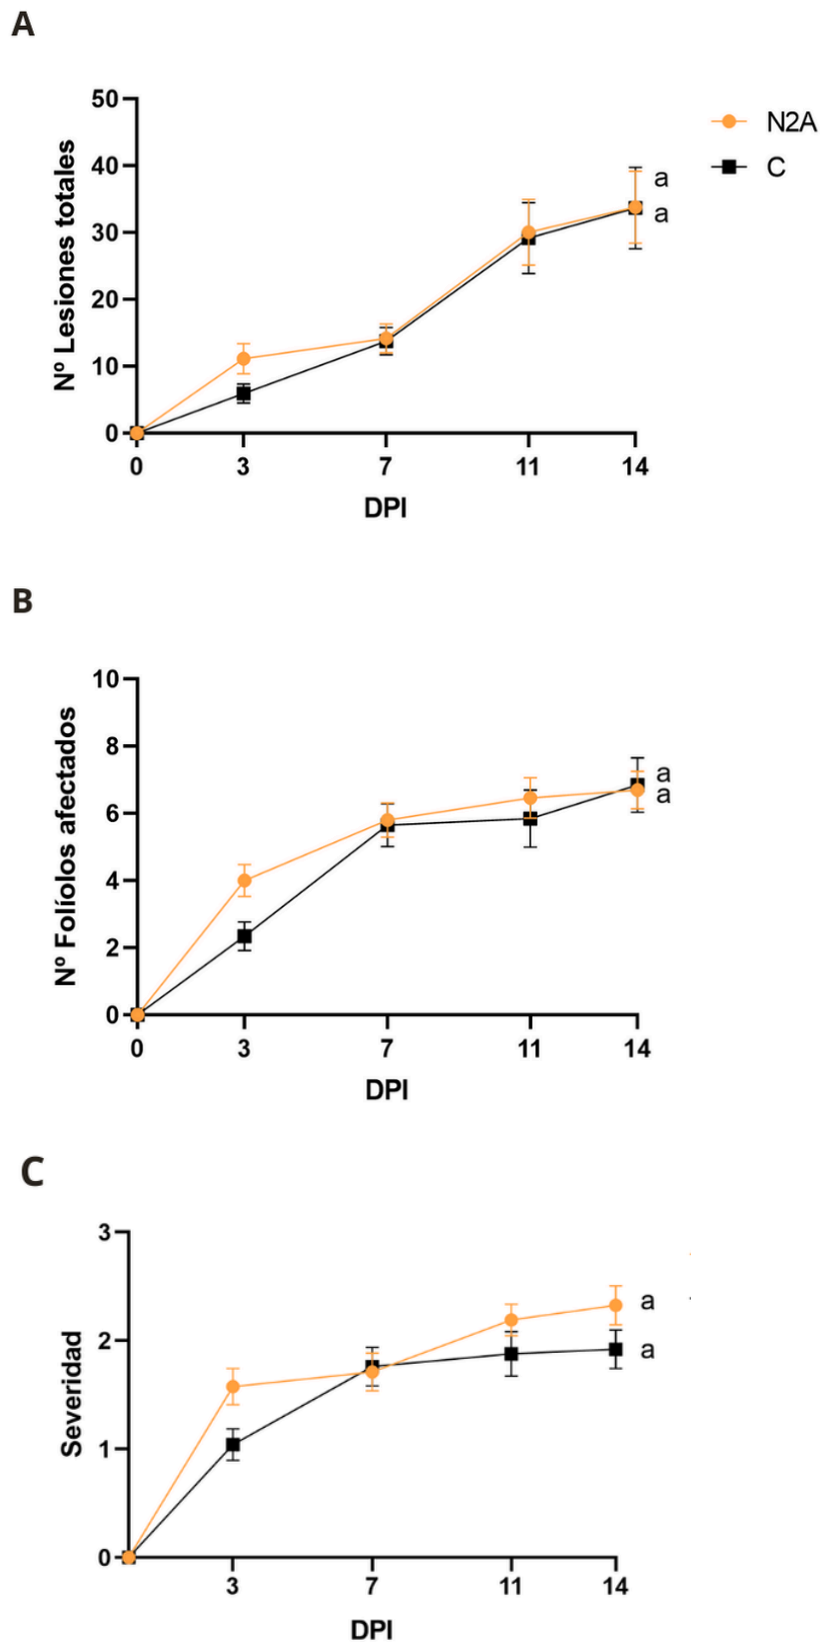 A
50
40
30
20
10
0
Nº Lesiones totales
a
a
N2A
C
0 3 7 11 14
DPI
B
10
8
6
4
2
0
Nº Folíolos afectados
a
a
0 3 7 11 14
DPI
C
3
2
1
0
Severidad
a
a
3 7 11 14
DPI